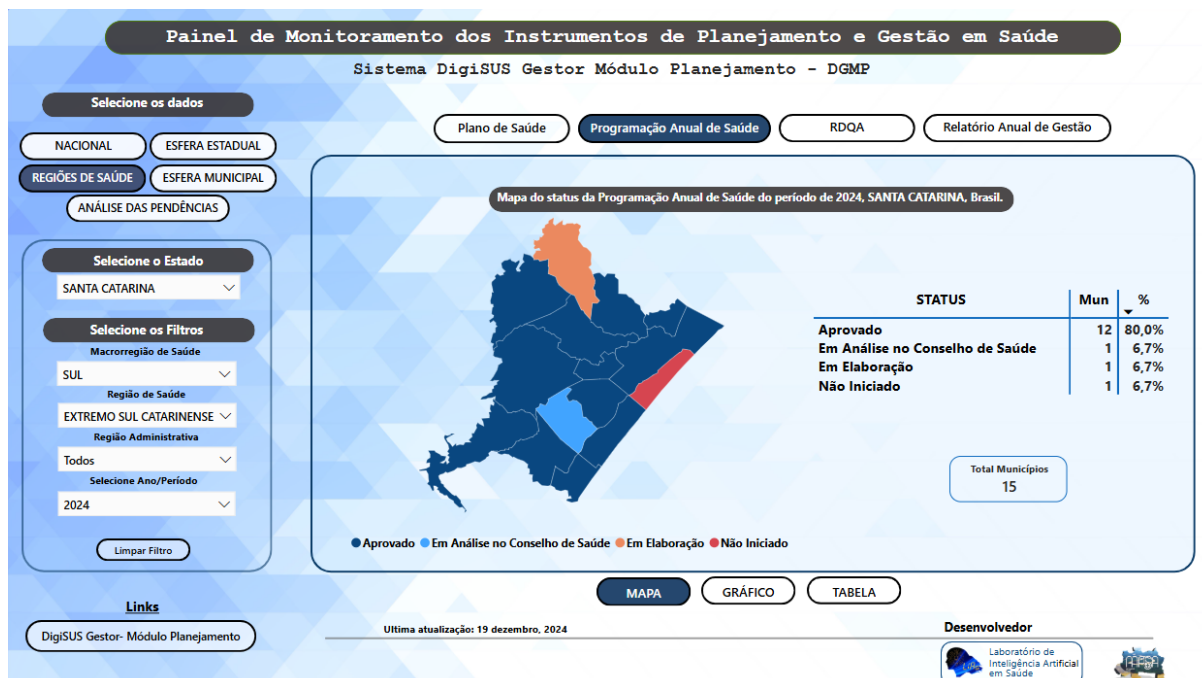 Painel de Monitoramento dos Instrumentos de Planejamento e Gestão em Saúde
Sistema DigiSUS Gestor Módulo Planejamento - DGMP
Selecione os dados
NACIONAL
ESFERA ESTADUAL
REGIÕES DE SAÚDE
ESFERA MUNICIPAL
ANÁLISE DAS PENDÊNCIAS
Selecione o Estado
SANTA CATARINA
Selecione os Filtros
Macrorregião de Saúde
SUL
Região de Saúde
EXTREMO SUL CATARINENSE
Região Administrativa
Todos
Selecione Ano/Período
2024
Limpar Filtro
Links
DigiSUS Gestor- Módulo Planejamento
Plano de Saúde
Programação Anual de Saúde
RDQA
Relatório Anual de Gestão
Mapa do status da Programação Anual de Saúde do período de 2024, SANTA CATARINA, Brasil.
STATUS Mun %
Aprovado 12 80,0%
Em Análise no Conselho de Saúde 1 6,7%
Em Elaboração 1 6,7%
Não Iniciado 1 6,7%
Total Municípios
15
Aprovado Em Análise no Conselho de Saúde Em Elaboração Não Iniciado
MAPA
GRÁFICO
TABELA
Ultima atualização: 19 dezembro, 2024
Desenvolvedor
Laboratório de
Inteligência Artificial
em Saúde